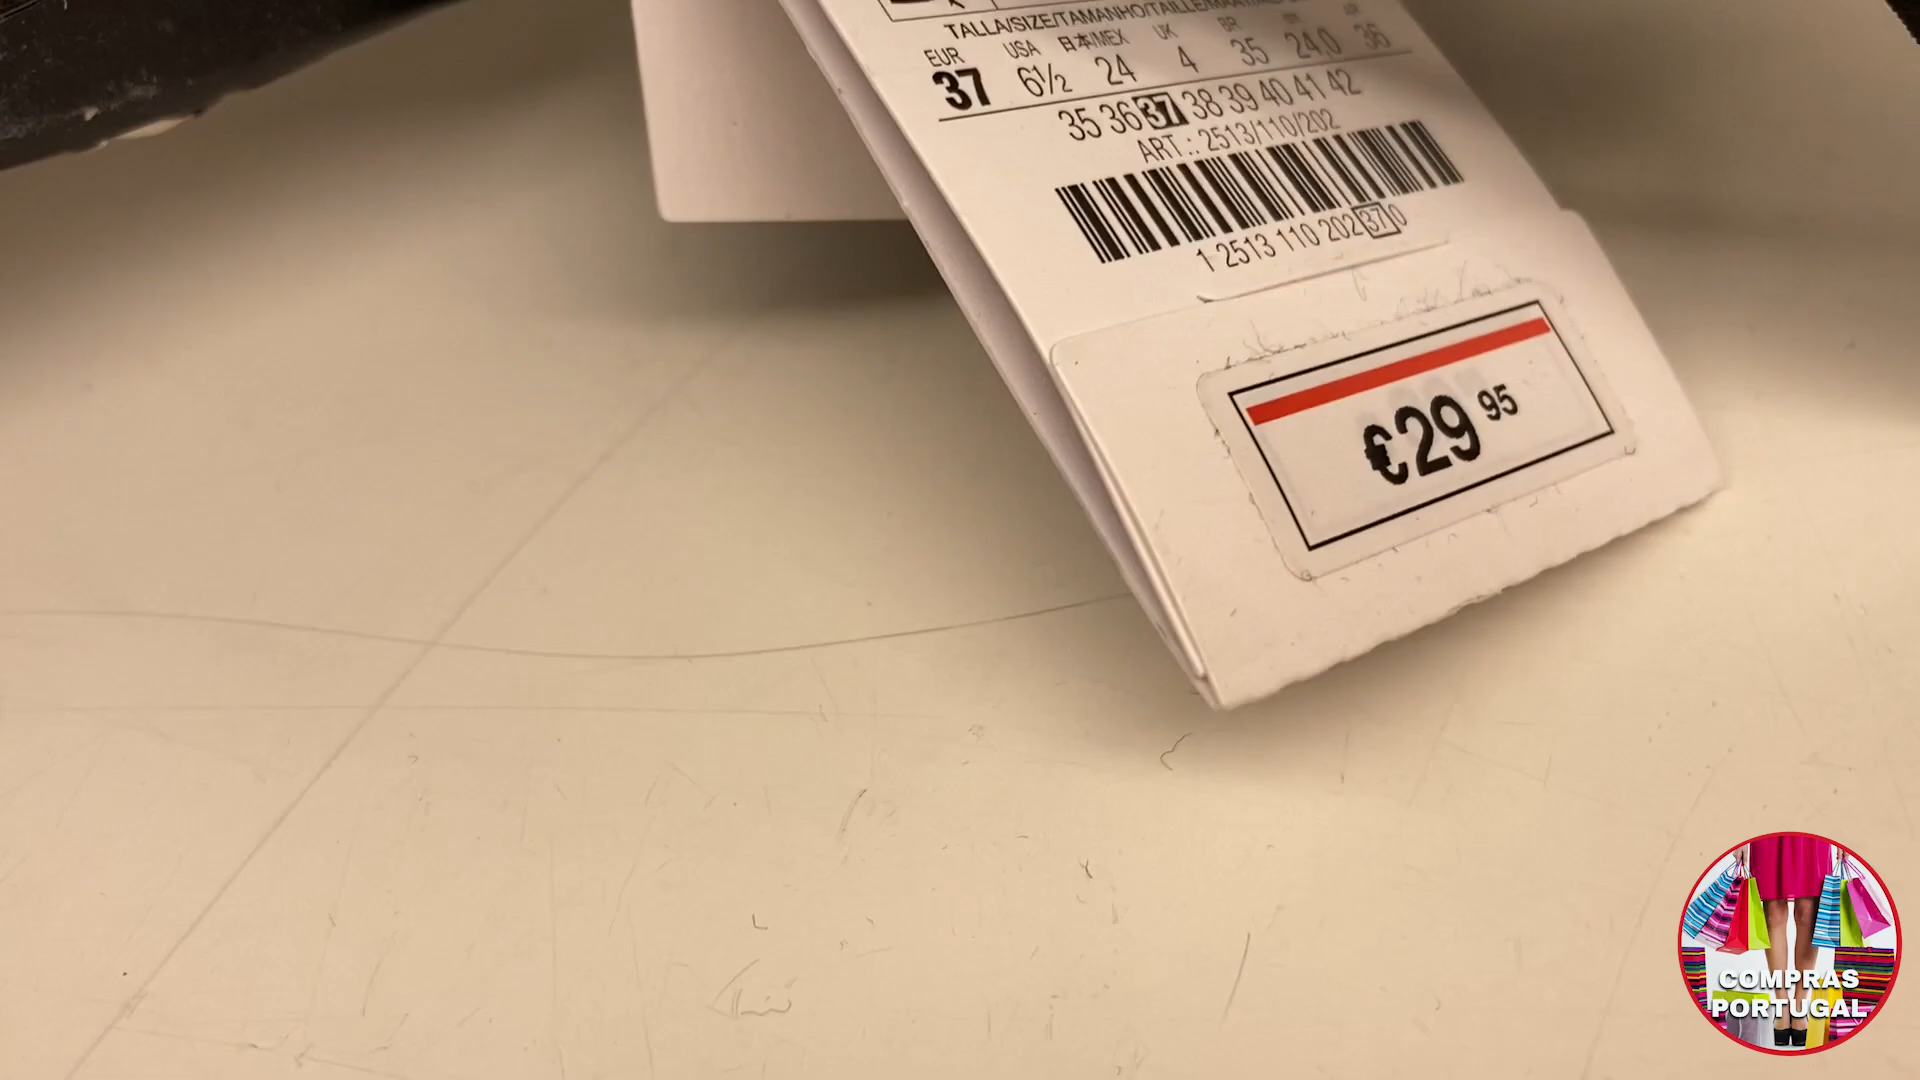 TALLA/SIZE/TAMANHO/TAILLE/
EUR USA 日本/MEX UK BR
37 6½ 24 4 35 24,0 36
35 36 37 38 39 40 41 42
ART.: 2513/110/202
1 2513 110 202 37 0
€29 95
COMPRAS
PORTUGAL